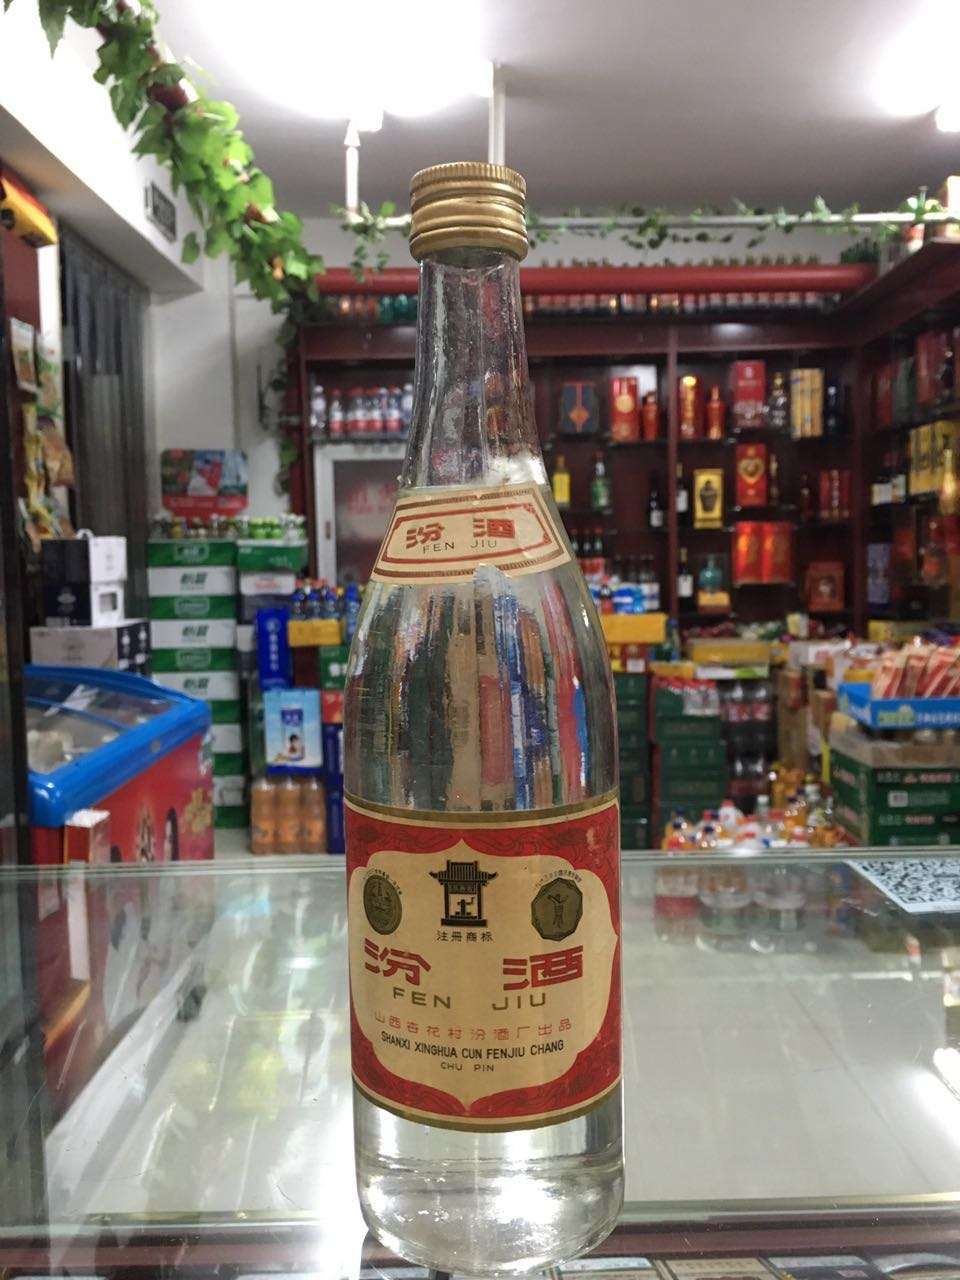 汾 酒
FEN JIU
注册商标
汾 酒
FEN JIU
山西杏花村汾酒厂出品
SHANXI XINGHUA CUN FENJIU CHANG
CHU PIN